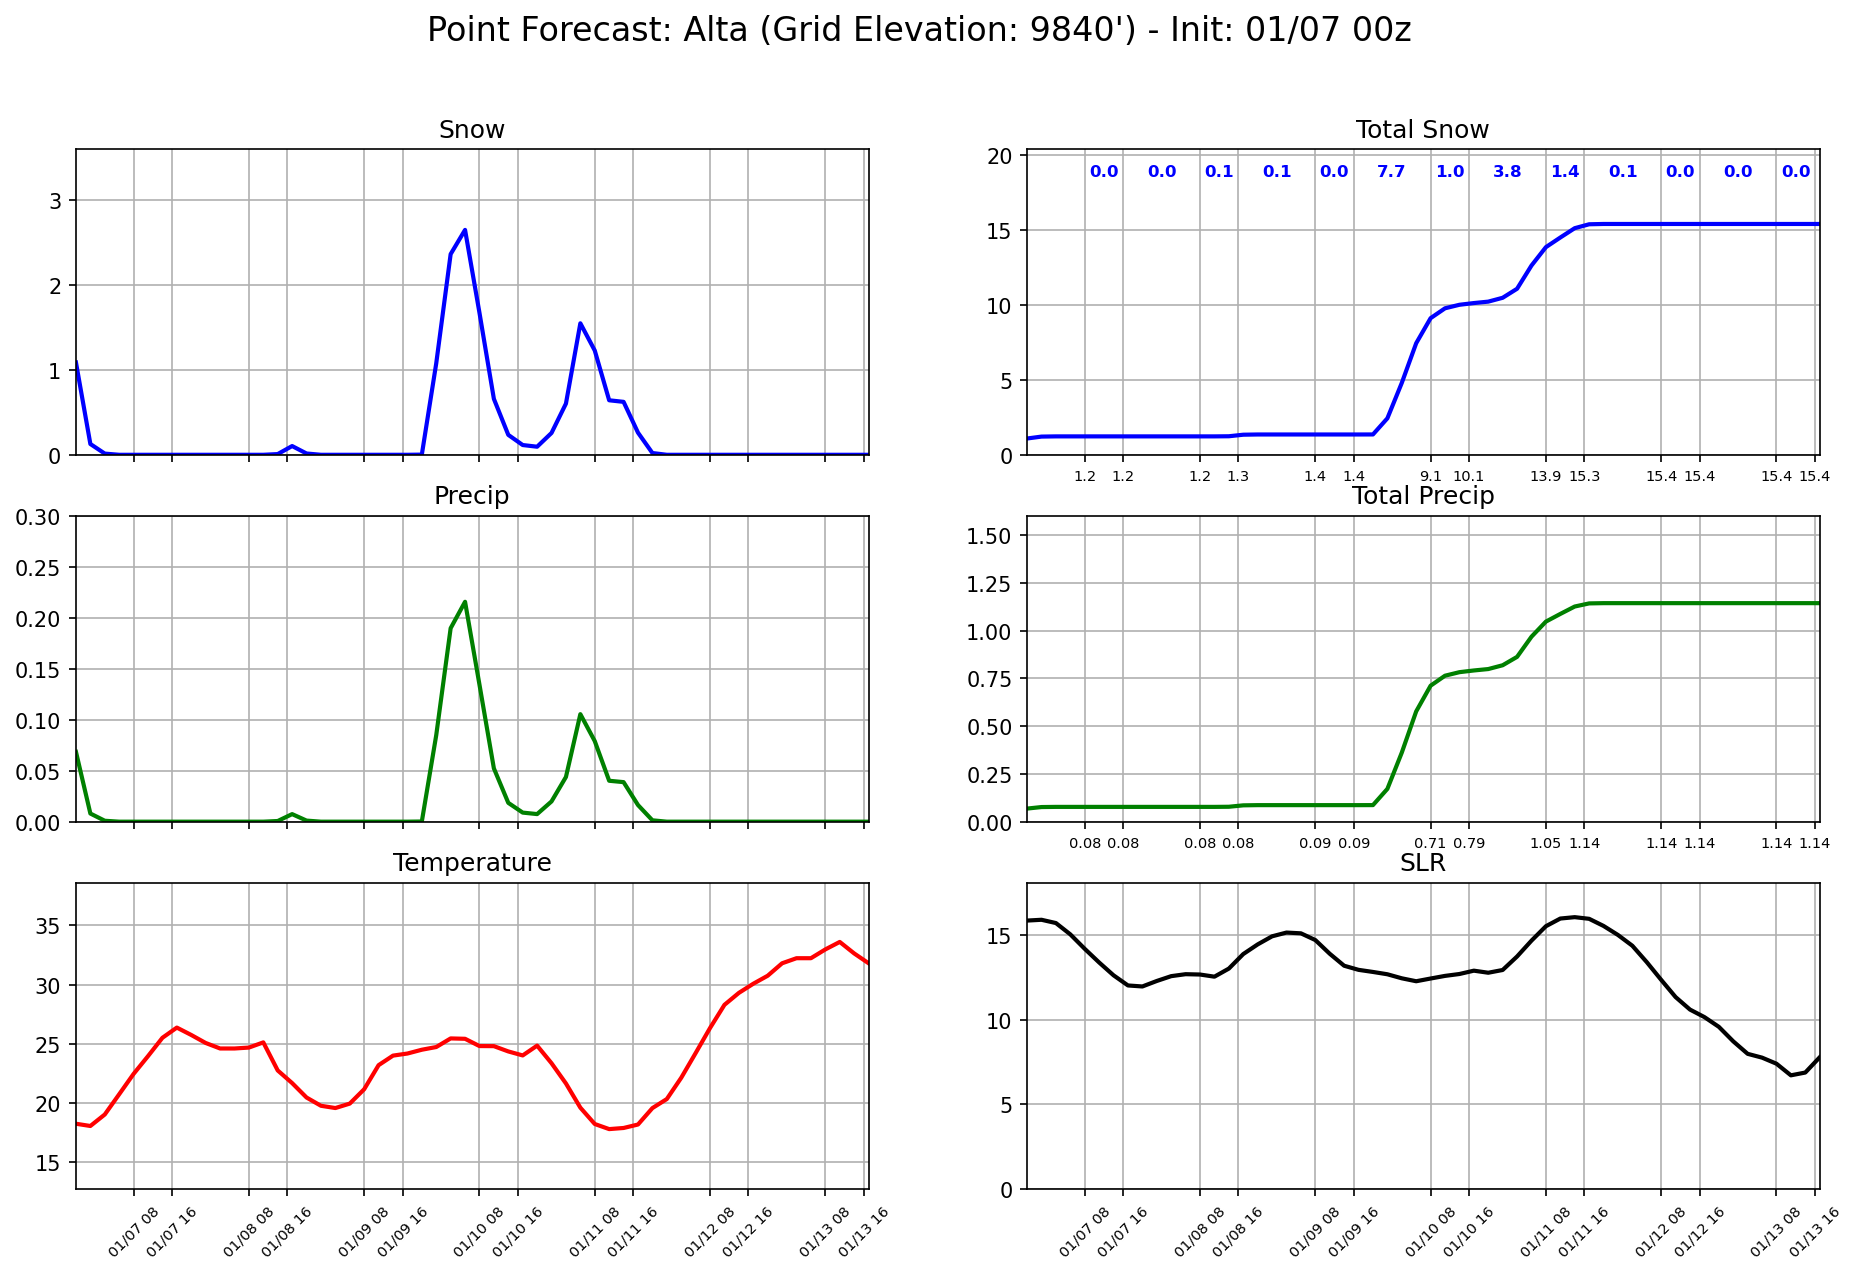 Point Forecast: Alta (Grid Elevation: 9840') - Init: 01/07 00z
Snow
3
2
1
0
Total Snow
20
15
10
5
0
0.0 0.0 0.1 0.1 0.0 7.7 1.0 3.8 1.4 0.1 0.0 0.0 0.0
1.2 1.2 1.2 1.3 1.4 1.4 9.1 10.1 13.9 15.3 15.4 15.4 15.4 15.4
Precip
0.30
0.25
0.20
0.15
0.10
0.05
0.00
Total Precip
1.50
1.25
1.00
0.75
0.50
0.25
0.00
0.08 0.08 0.08 0.08 0.09 0.09 0.71 0.79 1.05 1.14 1.14 1.14 1.14 1.14
Temperature
35
30
25
20
15
01/07 08 01/07 16 01/08 08 01/08 16 01/09 08 01/09 16 01/10 08 01/10 16 01/11 08 01/11 16 01/12 08 01/12 16 01/13 08 01/13 16
SLR
15
10
5
0
01/07 08 01/07 16 01/08 08 01/08 16 01/09 08 01/09 16 01/10 08 01/10 16 01/11 08 01/11 16 01/12 08 01/12 16 01/13 08 01/13 16